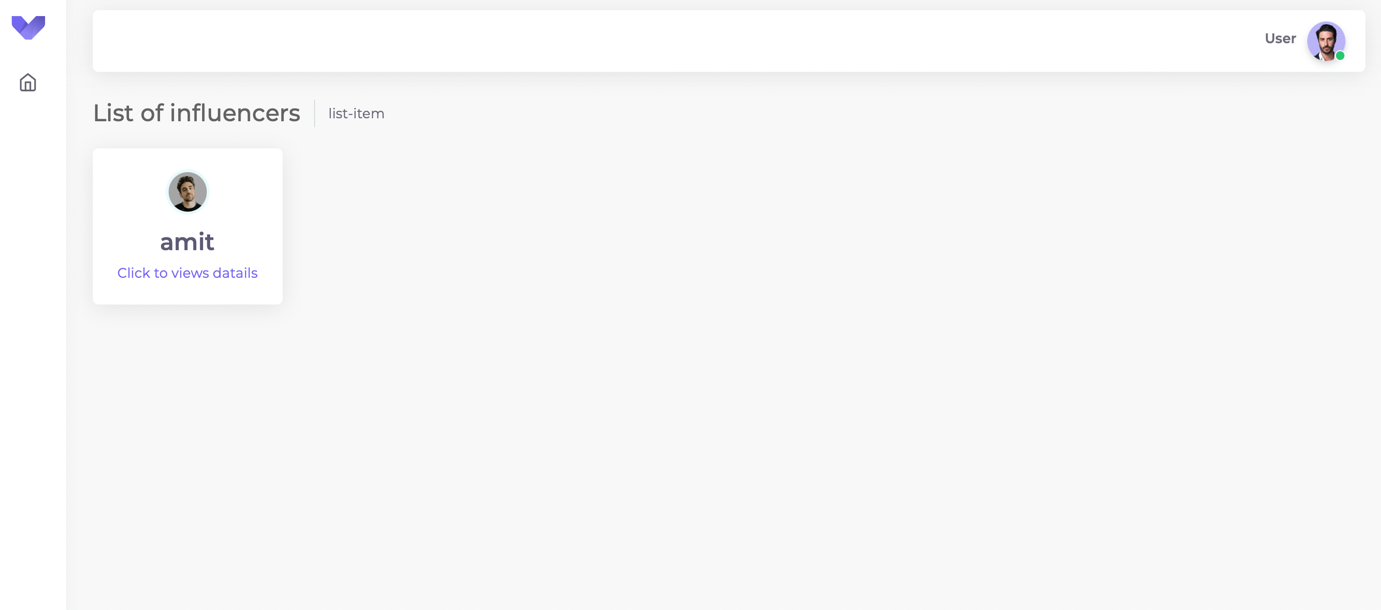 User
List of influencers
list-item
amit
Click to views datails